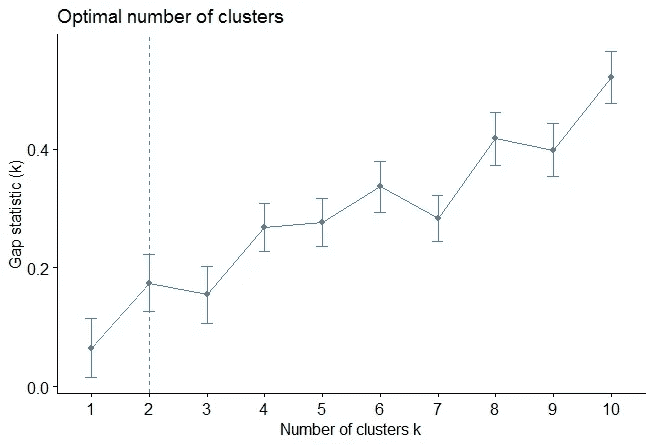 Optimal number of clusters
Gap statistic (k)
0.4
0.2
0.0
1 2 3 4 5 6 7 8 9 10
Number of clusters k